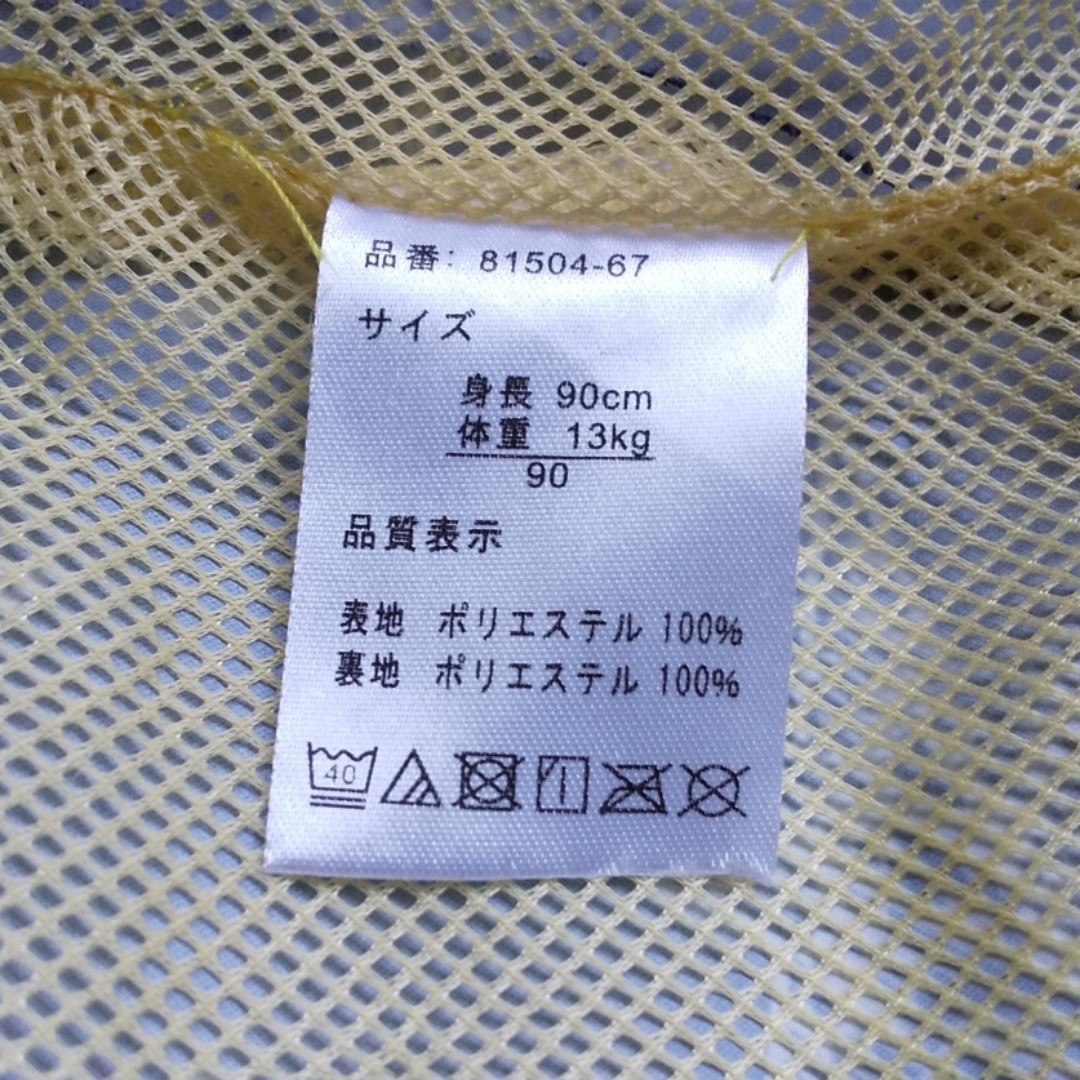 品番: 81504-67
サイズ
身長 90cm
体重 13kg
90
品質表示
表地 ポリエステル 100%
裏地 ポリエステル 100%
40